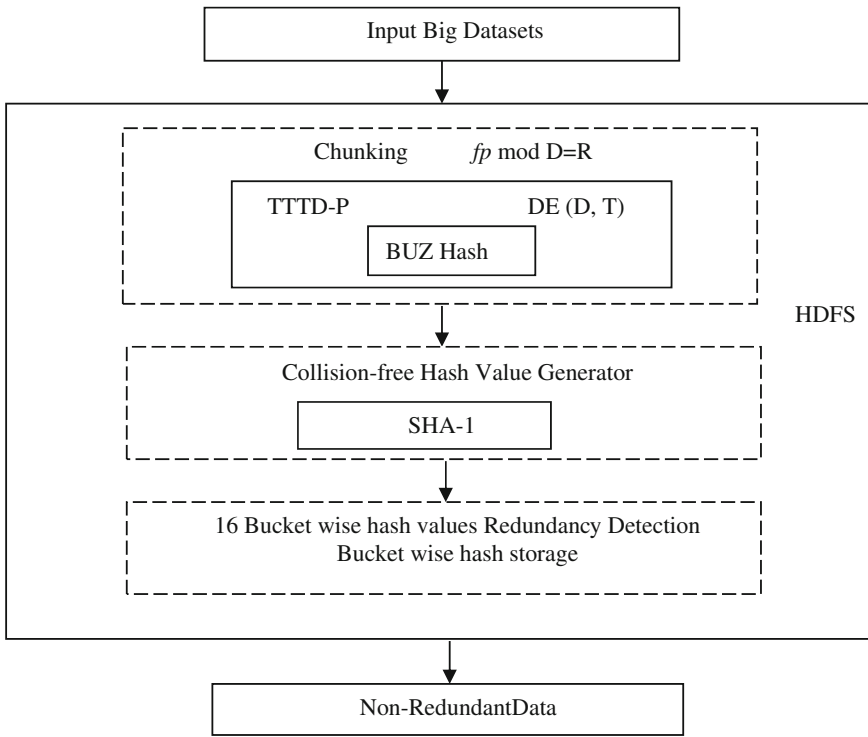 Input Big Datasets
Chunking fp mod D=R
TTTD-P DE (D, T)
BUZ Hash
HDFS
Collision-free Hash Value Generator
SHA-1
16 Bucket wise hash values Redundancy Detection
Bucket wise hash storage
Non-RedundantData